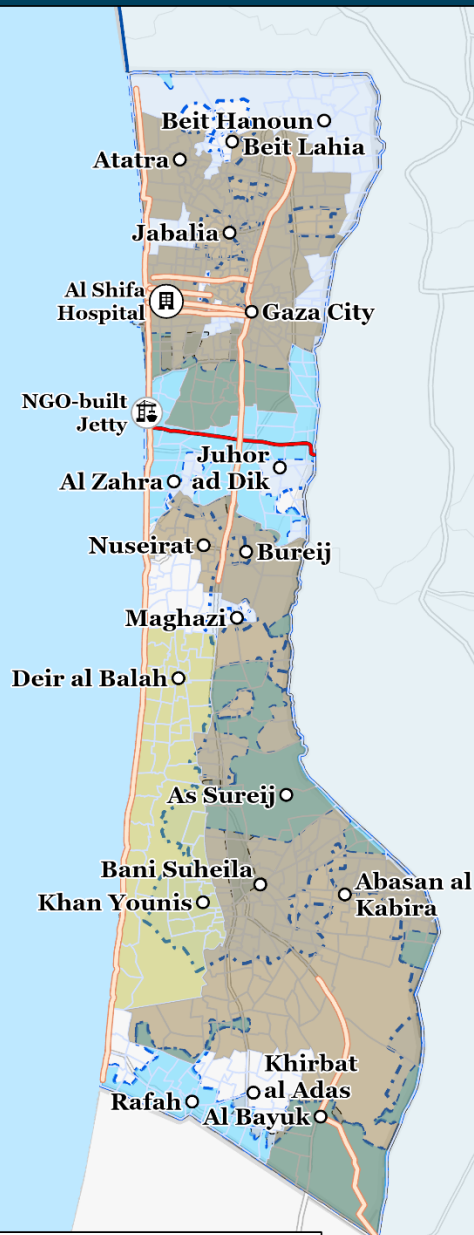 Beit Hanoun
Beit Lahia
Atatra
Jabalia
Al Shifa
Hospital
Gaza City
NGO-built
Jetty
Juhor
ad Dik
Al Zahra
Nuseirat
Bureij
Maghazi
Deir al Balah
As Sureij
Bani Suheila
Abasan al
Kabira
Khan Younis
Khirbat
al Adas
Rafah
Al Bayuk